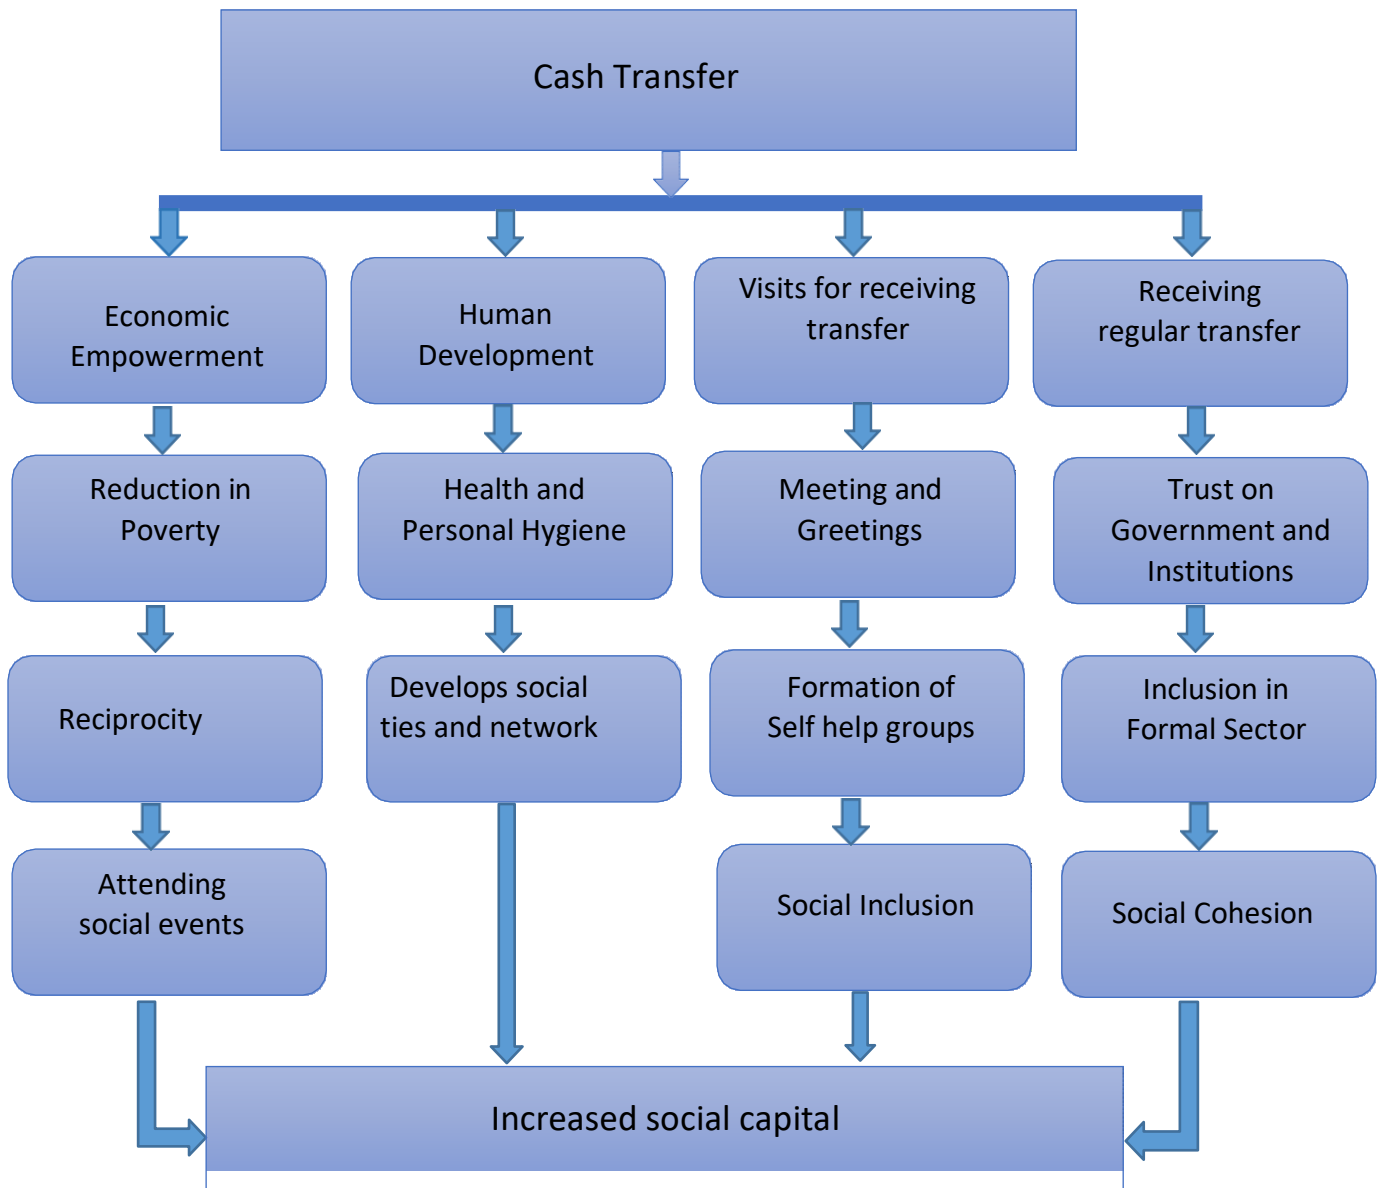 Cash Transfer
Economic
Empowerment
Human
Development
Visits for receiving
transfer
Receiving
regular transfer
Reduction in
Poverty
Health and
Personal Hygiene
Meeting and
Greetings
Trust on
Government and
Institutions
Reciprocity
Develops social
ties and network
Formation of
Self help groups
Inclusion in
Formal Sector
Attending
social events
Social Inclusion
Social Cohesion
Increased social capital